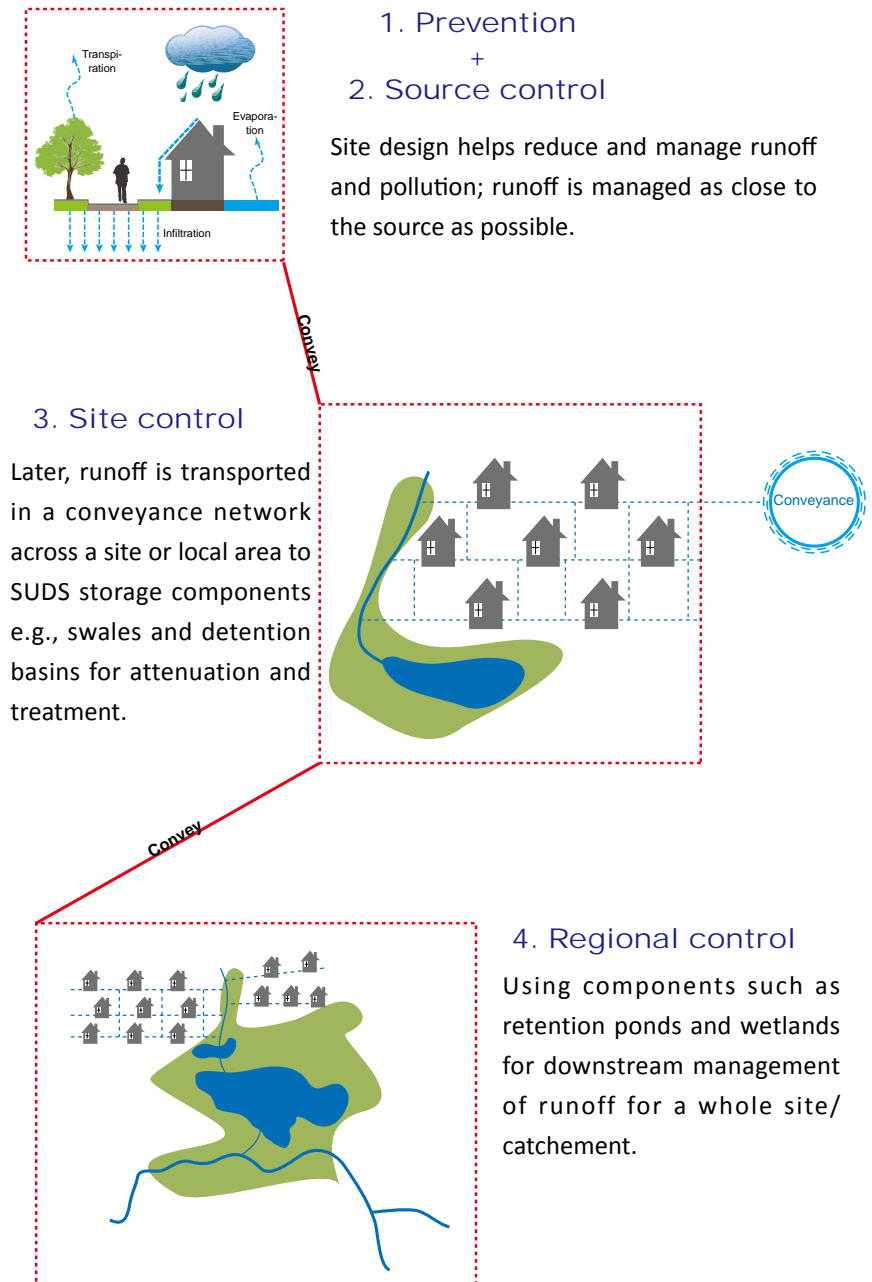 1. Prevention
+
2. Source control
Transpi-
ration
Evapora-
tion
Infiltration
Site design helps reduce and manage runoff
and pollution; runoff is managed as close to
the source as possible.
Convey
3. Site control
Later, runoff is transported
in a conveyance network
across a site or local area to
SUDS storage components
e.g., swales and detention
basins for attenuation and
treatment.
Conveyance
Convey
4. Regional control
Using components such as
retention ponds and wetlands
for downstream management
of runoff for a whole site/
catchement.